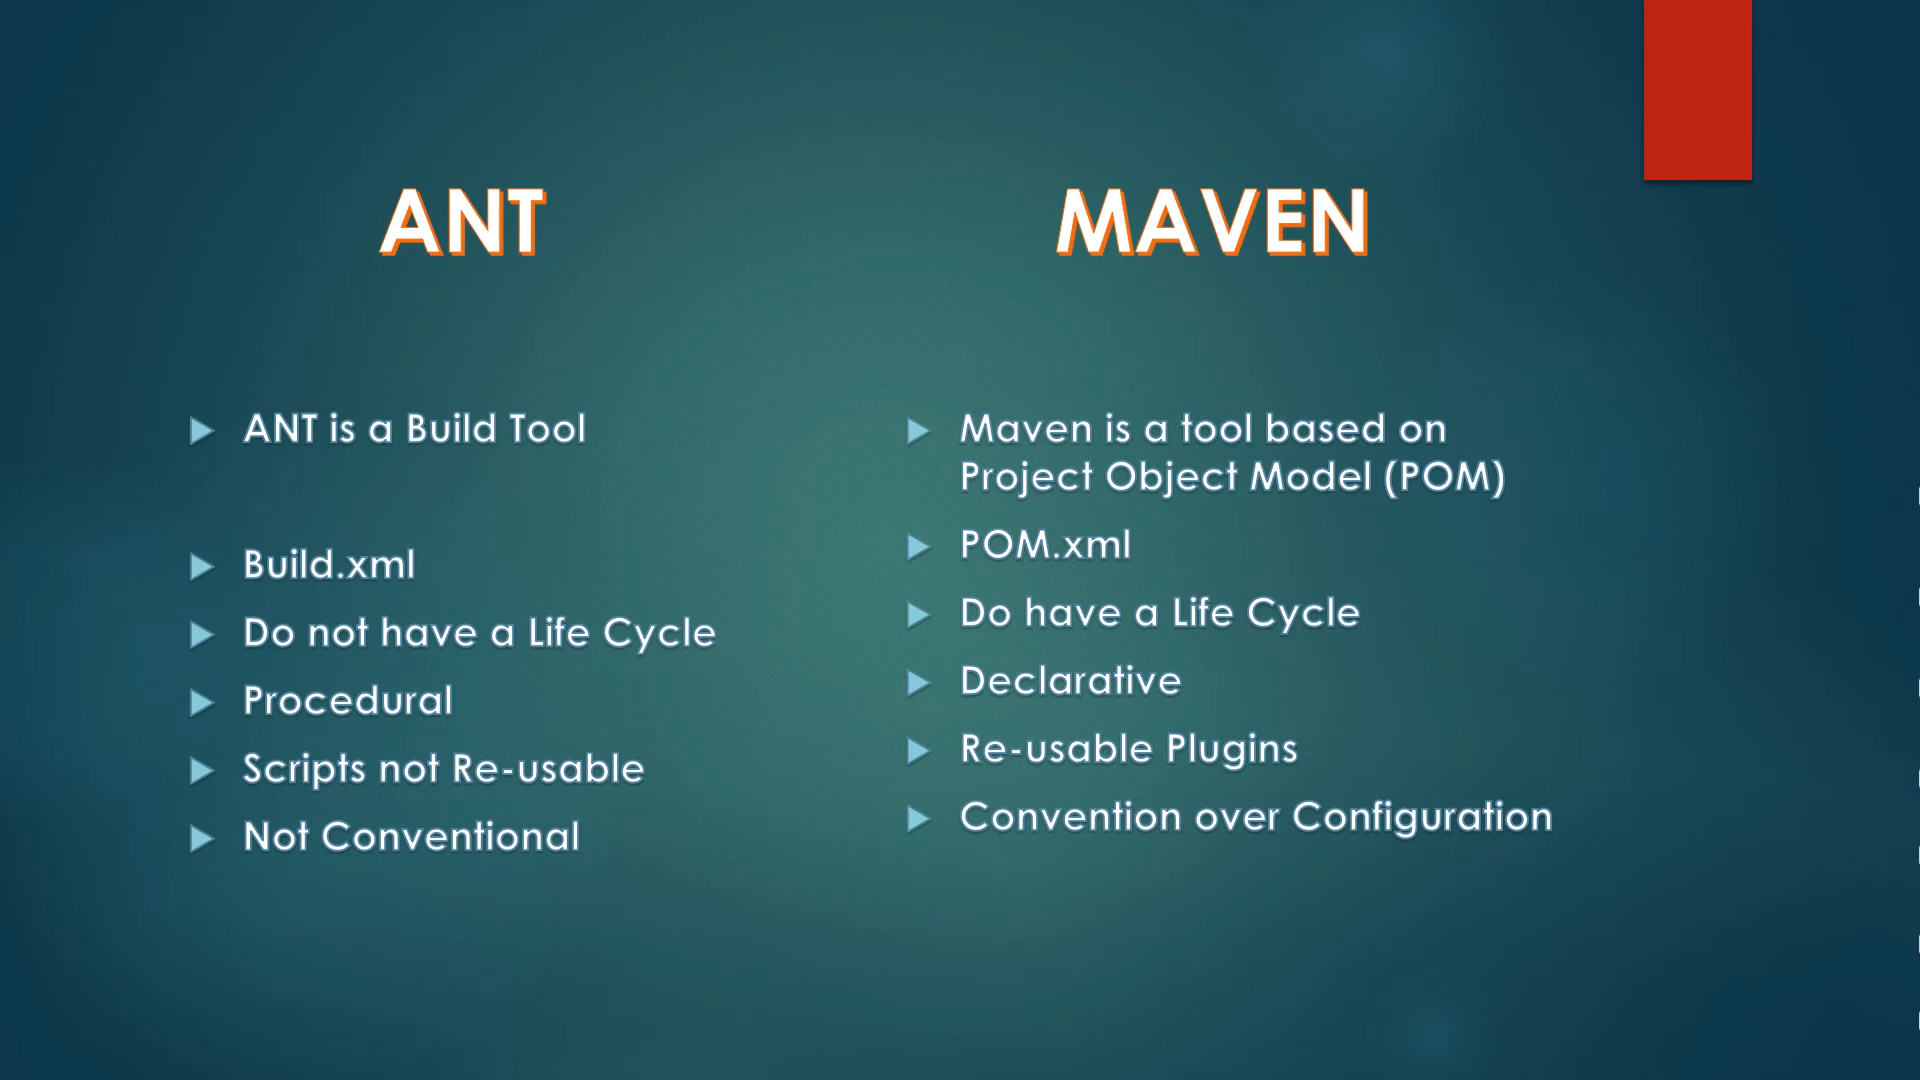 ANT
ANT is a Build Tool
Build.xml
Do not have a Life Cycle
Procedural
Scripts not Re-usable
Not Conventional
MAVEN
Maven is a tool based on
Project Object Model (POM)
POM.xml
Do have a Life Cycle
Declarative
Re-usable Plugins
Convention over Configuration